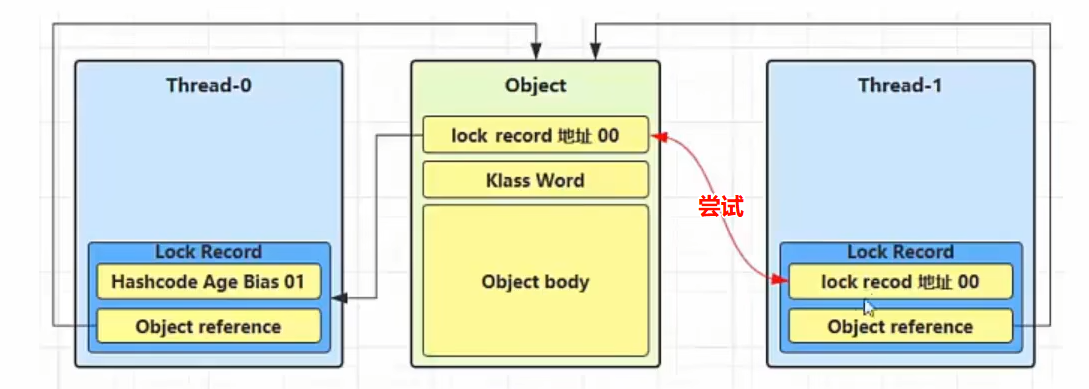 Thread-0
Lock Record
Hashcode Age Bias 01
Object reference
Object
lock record 地址 00
Klass Word
Object body
尝试
Thread-1
Lock Record
lock recod 地址 00
Object reference